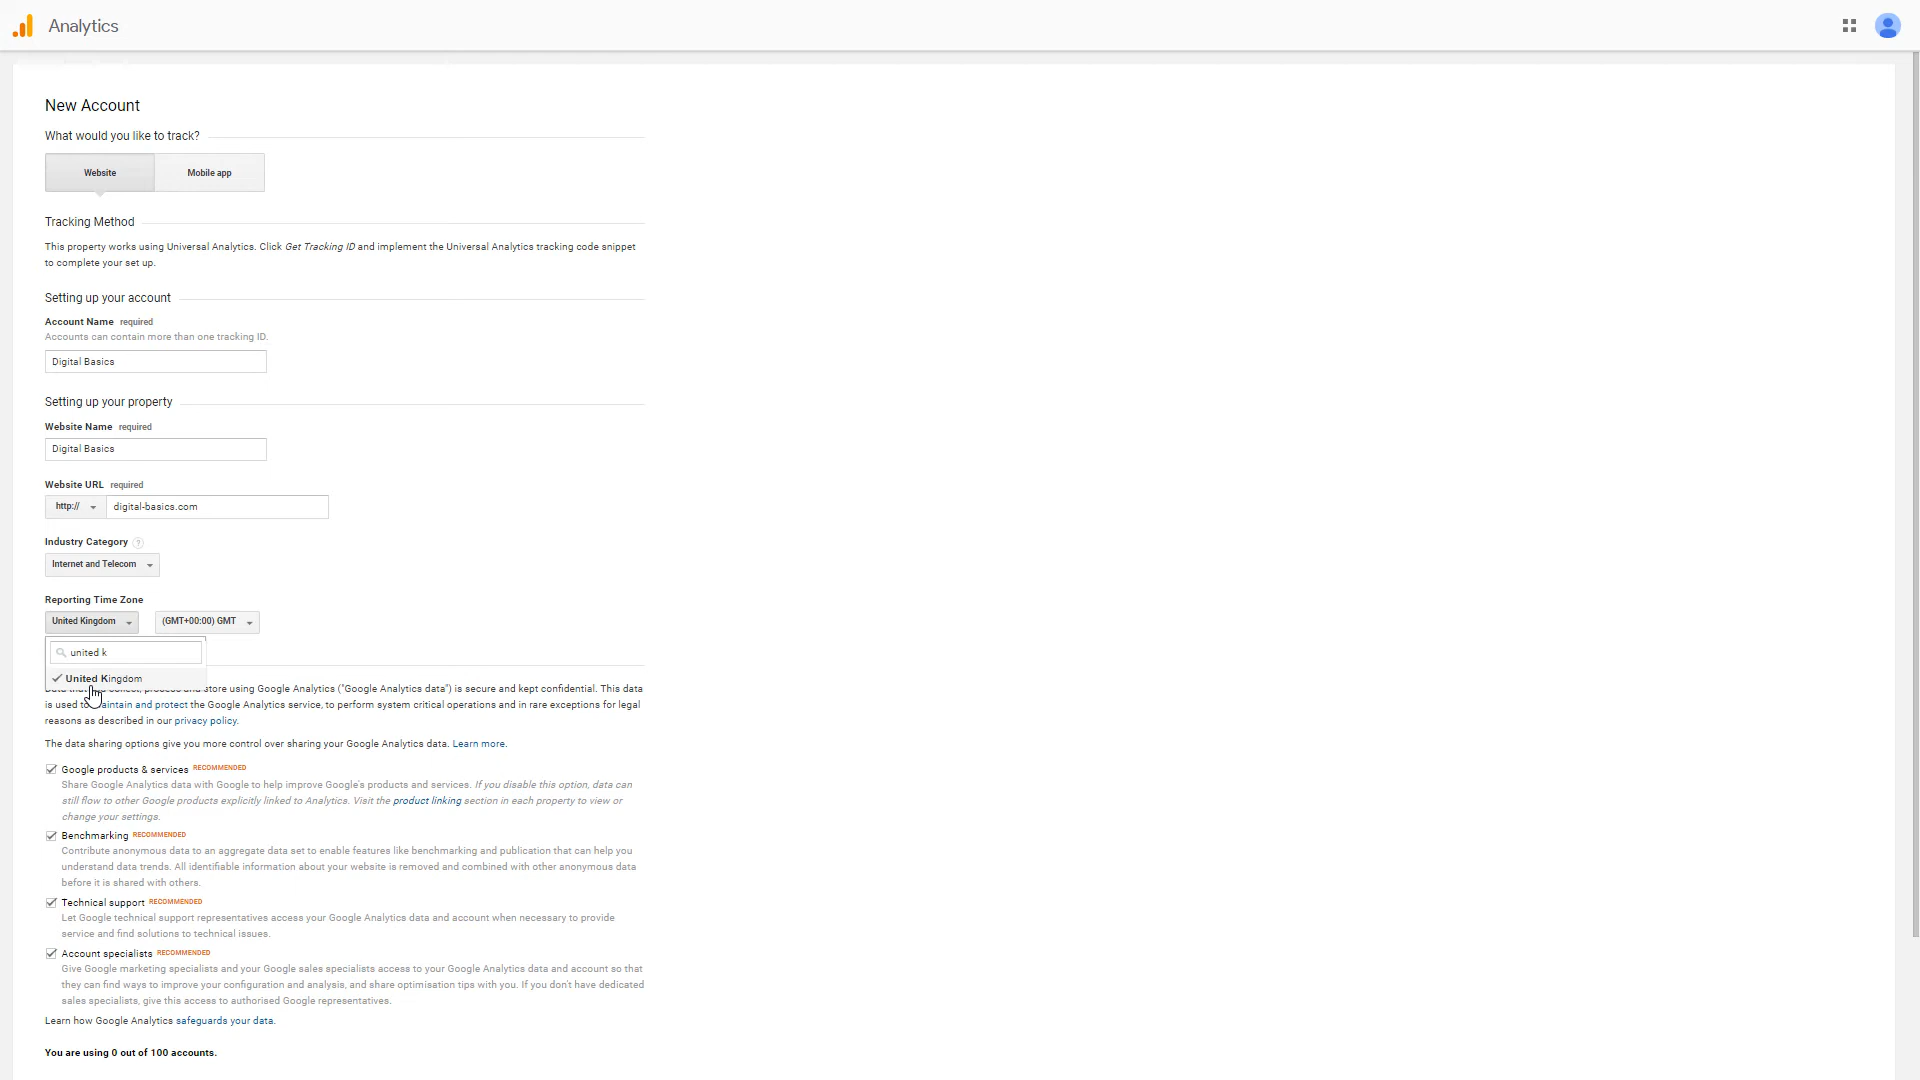 Analytics
New Account
What would you like to track?
Website
Mobile app
Tracking Method
This property works using Universal Analytics. Click Get Tracking ID and implement the Universal Analytics tracking code snippet
to complete your set up.
Setting up your account
Account Name required
Accounts can contain more than one tracking ID.
Digital Basics
Setting up your property
Website Name required
Digital Basics
Website URL required
http:// digital-basics.com
Industry Category ?
Internet and Telecom
Reporting Time Zone
United Kingdom (GMT+00:00) GMT
united k
United Kingdom
store using Google Analytics ("Google Analytics data") is secure and kept confidential. This data
is used to maintain and protect the Google Analytics service, to perform system critical operations and in rare exceptions for legal
reasons as described in our privacy policy.
The data sharing options give you more control over sharing your Google Analytics data. Learn more.
Google products & services RECOMMENDED
Share Google Analytics data with Google to help improve Google's products and services. If you disable this option, data can
still flow to other Google products explicitly linked to Analytics. Visit the product linking section in each property to view or
change your settings.
Benchmarking RECOMMENDED
Contribute anonymous data to an aggregate data set to enable features like benchmarking and publication that can help you
understand data trends. All identifiable information about your website is removed and combined with other anonymous data
before it is shared with others.
Technical support RECOMMENDED
Let Google technical support representatives access your Google Analytics data and account when necessary to provide
service and find solutions to technical issues.
Account specialists RECOMMENDED
Give Google marketing specialists and your Google sales specialists access to your Google Analytics data and account so that
they can find ways to improve your configuration and analysis, and share optimisation tips with you. If you don't have dedicated
sales specialists, give this access to authorised Google representatives.
Learn how Google Analytics safeguards your data.
You are using 0 out of 100 accounts.